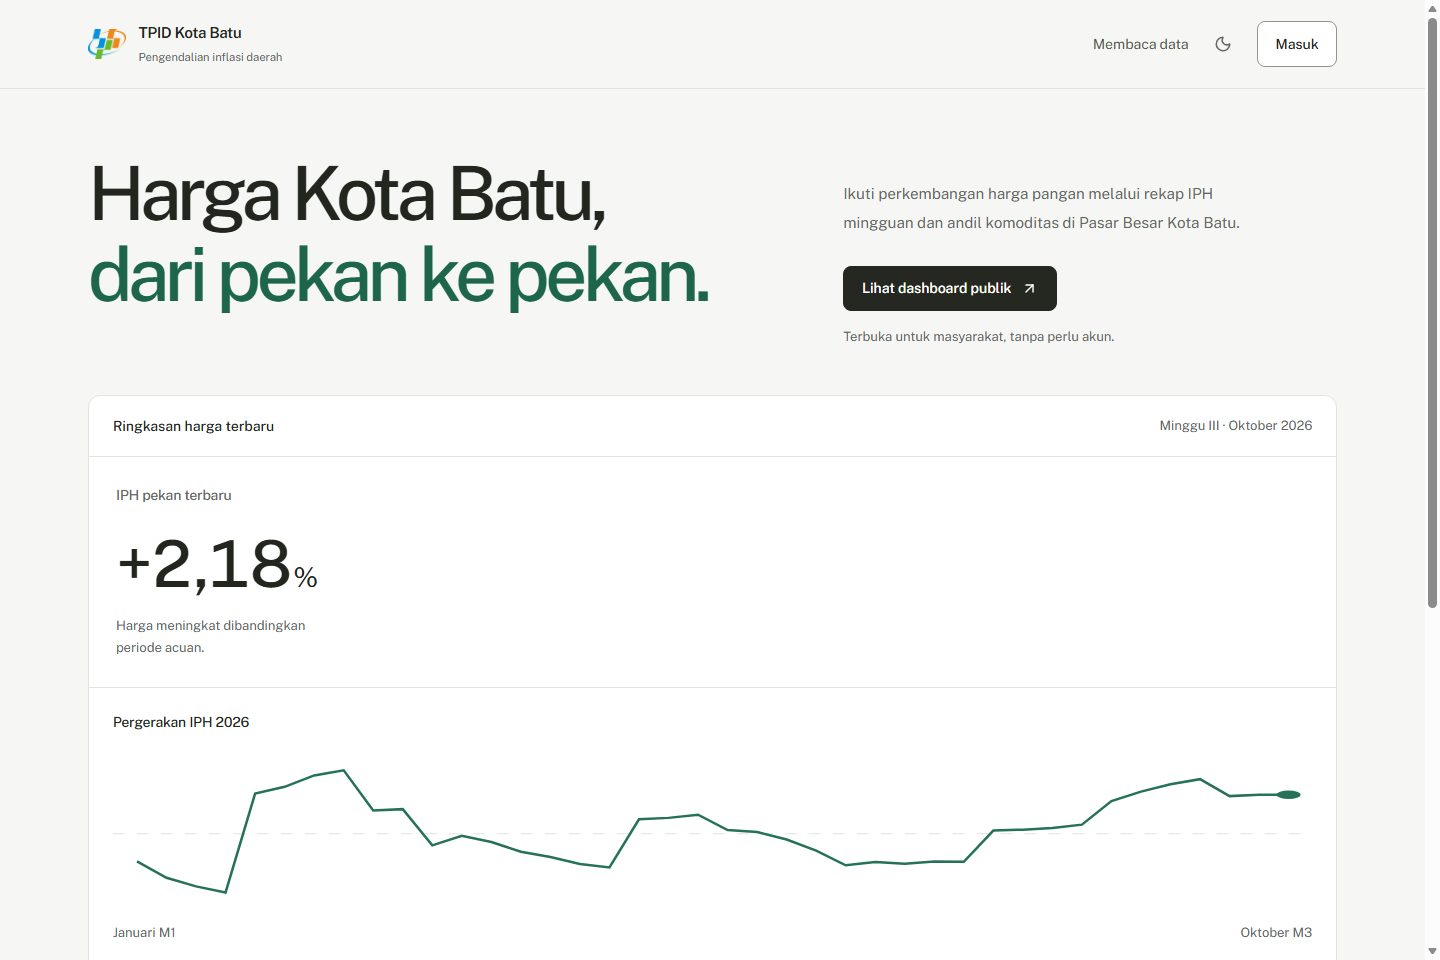 TPID Kota Batu
Pengendalian inflasi daerah
Membaca data
Masuk
Harga Kota Batu,
dari pekan ke pekan.
Ikuti perkembangan harga pangan melalui rekap IPH
mingguan dan andil komoditas di Pasar Besar Kota Batu.
Lihat dashboard publik
Terbuka untuk masyarakat, tanpa perlu akun.
Ringkasan harga terbaru
Minggu III · Oktober 2026
IPH pekan terbaru
+2,18%
Harga meningkat dibandingkan
periode acuan.
Pergerakan IPH 2026
Januari M1
Oktober M3